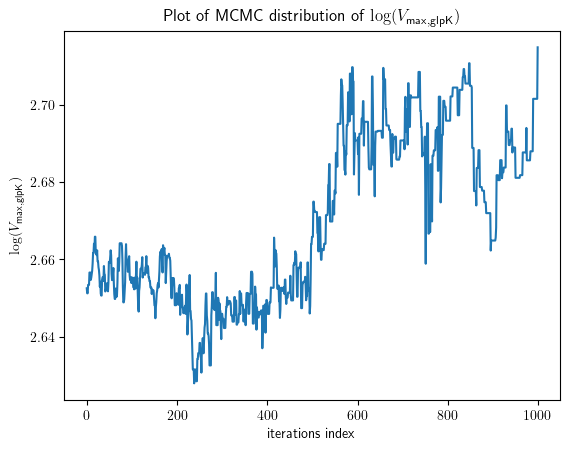 Plot of MCMC distribution of log(V_max,glpK)
log(V_max,glpK)
2.70
2.68
2.66
2.64
0 200 400 600 800 1000
iterations index